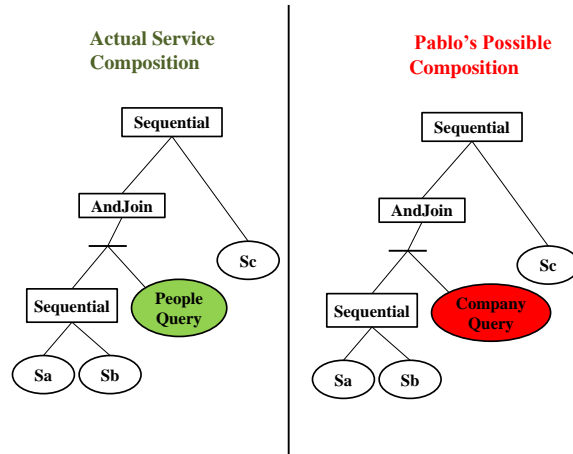 Actual Service
Composition
Sequential
AndJoin
Sc
Sequential
People
Query
Sa
Sb
Pablo's Possible
Composition
Sequential
AndJoin
Sc
Sequential
Company
Query
Sa
Sb